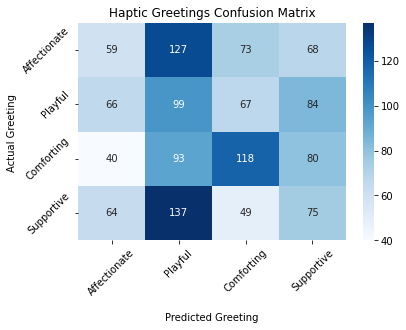 Haptic Greetings Confusion Matrix
Actual Greeting
Affectionate 59 127 73 68
Playful 66 99 67 84
Comforting 40 93 118 80
Supportive 64 137 49 75
Affectionate Playful Comforting Supportive
Predicted Greeting
120
100
80
60
40